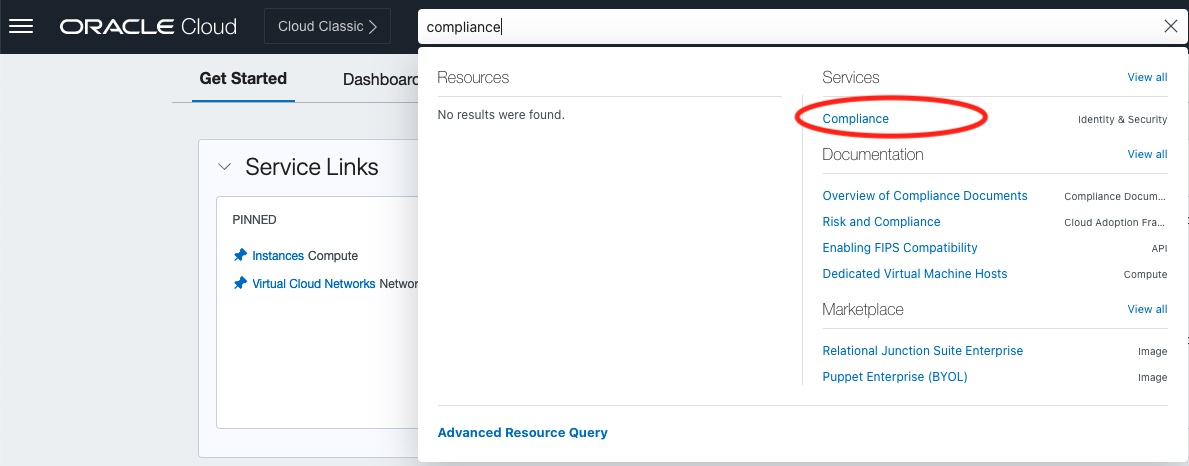 ORACLE Cloud
Cloud Classic
compliance
Get Started
Dashboard
Service Links
PINNED
Instances Compute
Virtual Cloud Networks Networ
Resources
No results were found.
Services View all
Compliance Identity & Security
Documentation View all
Overview of Compliance Documents Compliance Docum...
Risk and Compliance Cloud Adoption Fra...
Enabling FIPS Compatibility API
Dedicated Virtual Machine Hosts Compute
Marketplace View all
Relational Junction Suite Enterprise Image
Puppet Enterprise (BYOL) Image
Advanced Resource Query